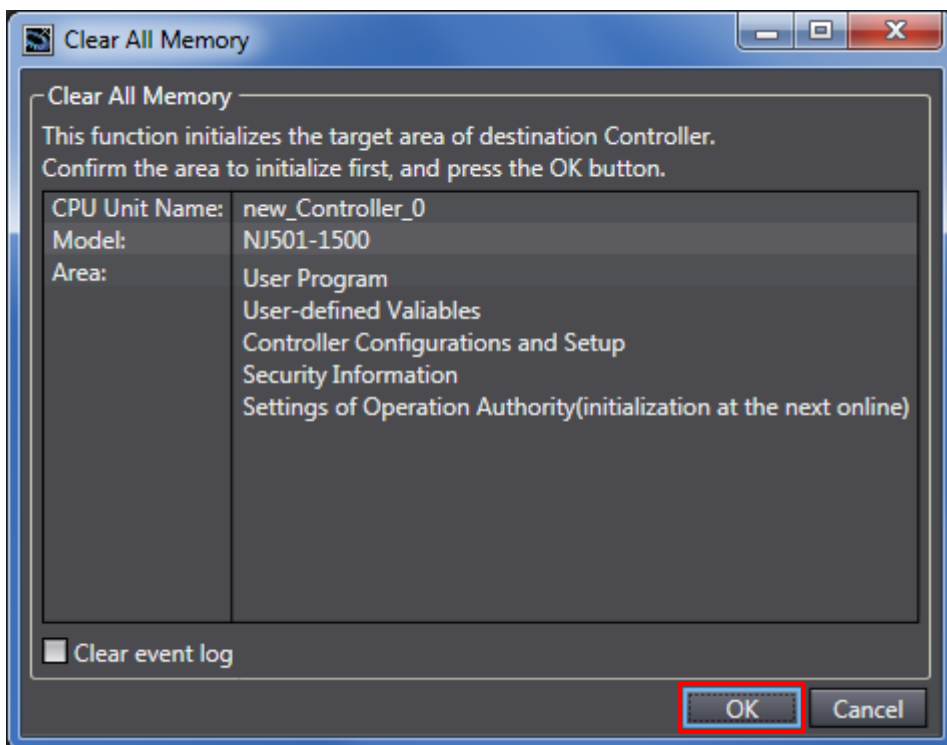 Clear All Memory
Clear All Memory
This function initializes the target area of destination Controller.
Confirm the area to initialize first, and press the OK button.
CPU Unit Name: new_Controller_0
Model: NJ501-1500
Area: User Program
User-defined Valiables
Controller Configurations and Setup
Security Information
Settings of Operation Authority(initialization at the next online)
Clear event log
OK Cancel